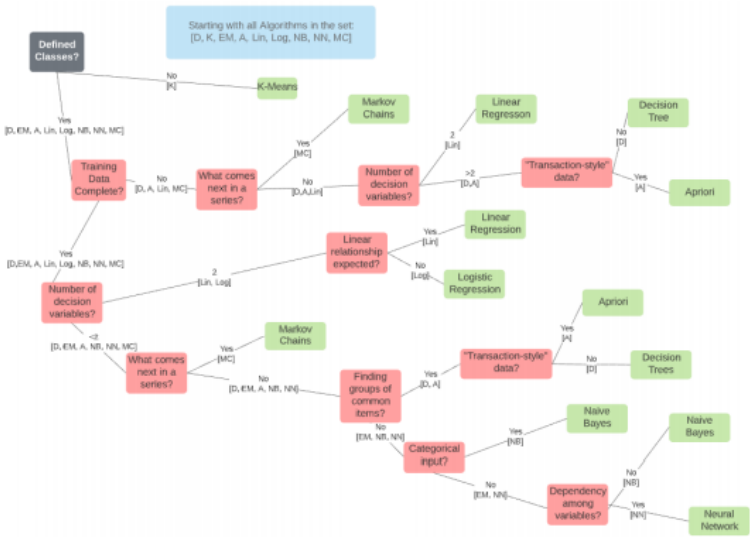 Starting with all Algorithms in the set:
[D, K, EM, A, Lin, Log, NB, NN, MC]
Defined
Classes?
No
[K]
K-Means
Yes
[D, EM, A, Lin, Log, NB, NN, MC]
Training
Data
Complete?
No
[D, A, Lin, MC]
What comes
next in a
series?
Yes
[MC]
Markov
Chains
No
[D,A,Lin]
Number of
decision
variables?
2
[Lin]
Linear
Regresson
>2
[D,A]
"Transaction-style"
data?
No
[D]
Decision
Tree
Yes
[A]
Apriori
Yes
[D,EM, A, Lin, Log, NB, NN, MC]
Number of
decision
variables?
2
[Lin, Log]
Linear
relationship
expected?
Yes
[Lin]
Linear
Regression
No
[Log]
Logistic
Regression
<2
[D, EM, A, NB, NN, MC]
What comes
next in a
series?
Yes
[MC]
Markov
Chains
No
[D, EM, A, NB, NN]
Finding
groups of
common
items?
Yes
[D, A]
"Transaction-style"
data?
Yes
[A]
Apriori
No
[D]
Decision
Trees
No
[EM, NB, NN]
Categorical
input?
Yes
[NB]
Naive
Bayes
No
[EM, NN]
Dependency
among
variables?
No
[NB]
Naive
Bayes
Yes
[NN]
Neural
Network